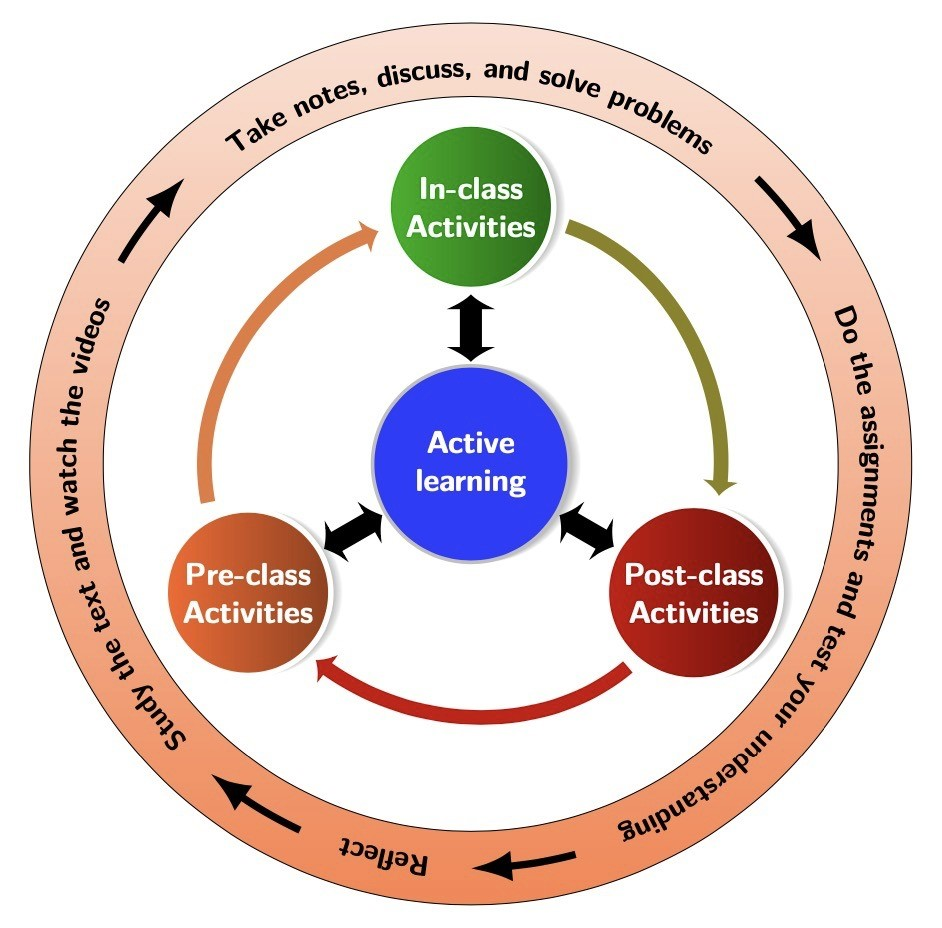 Take notes, discuss, and solve problems
Do the assignments and test your understanding
Reflect
Study the text and watch the videos
In-class
Activities
Active
learning
Pre-class
Activities
Post-class
Activities